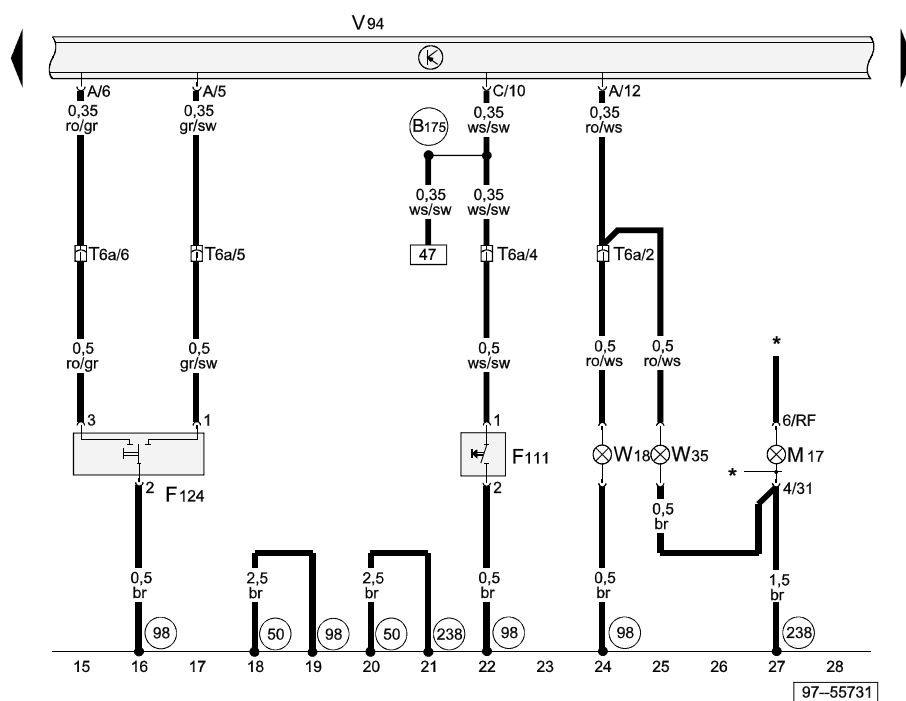 V94
A/6 A/5 C/10 A/12
0,35 0,35 0,35 0,35
ro/gr gr/sw ws/sw ro/ws
B175
0,35 0,35
ws/sw ws/sw
T6a/6 T6a/5 47 T6a/4 T6a/2
0,5 0,5 0,5 0,5 0,5 *
ro/gr gr/sw ws/sw ro/ws ro/ws
3 1 1 6/RF
F111 W18 W35 M17
*
2 F124 2 4/31
0,5
br
0,5 2,5 2,5 0,5 0,5 1,5
br br br br br br
98 50 98 50 238 98 98 238
15 16 17 18 19 20 21 22 23 24 25 26 27 28
97--55731